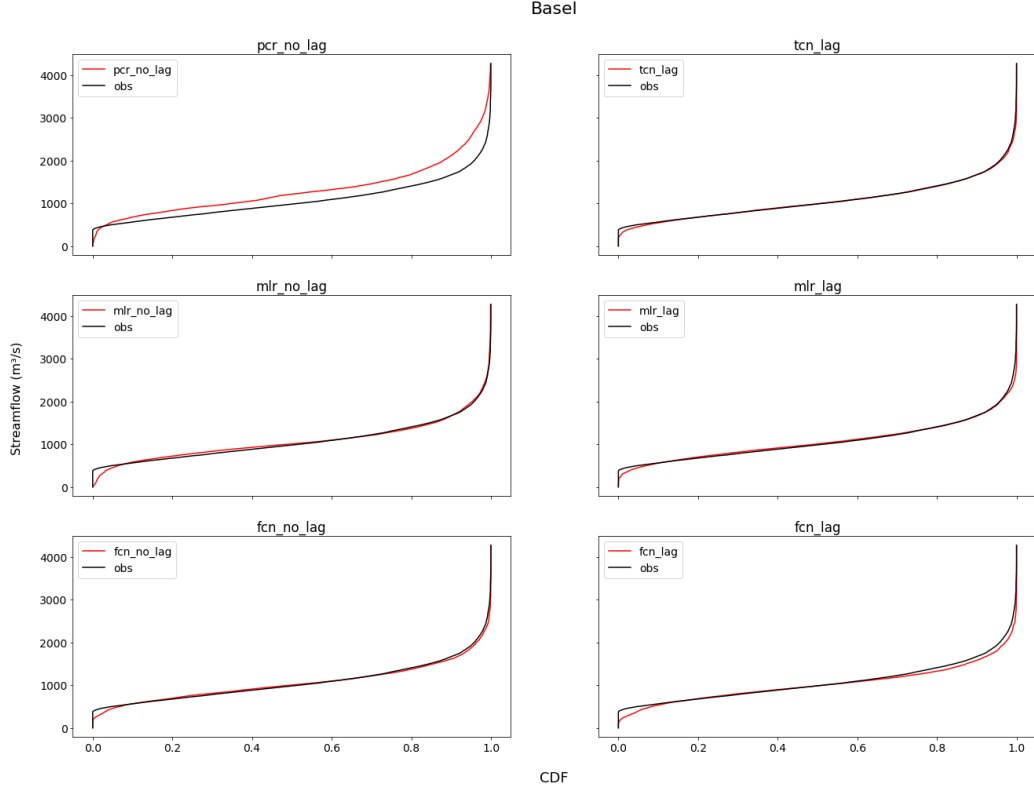 Basel
pcr_no_lag
pcr_no_lag
obs
4000
3000
2000
1000
0
tcn_lag
tcn_lag
obs
mlr_no_lag
mlr_no_lag
obs
4000
3000
2000
1000
0
mlr_lag
mlr_lag
obs
Streamflow (m³/s)
fcn_no_lag
fcn_no_lag
obs
4000
3000
2000
1000
0
0.0 0.2 0.4 0.6 0.8 1.0
fcn_lag
fcn_lag
obs
0.0 0.2 0.4 0.6 0.8 1.0
CDF